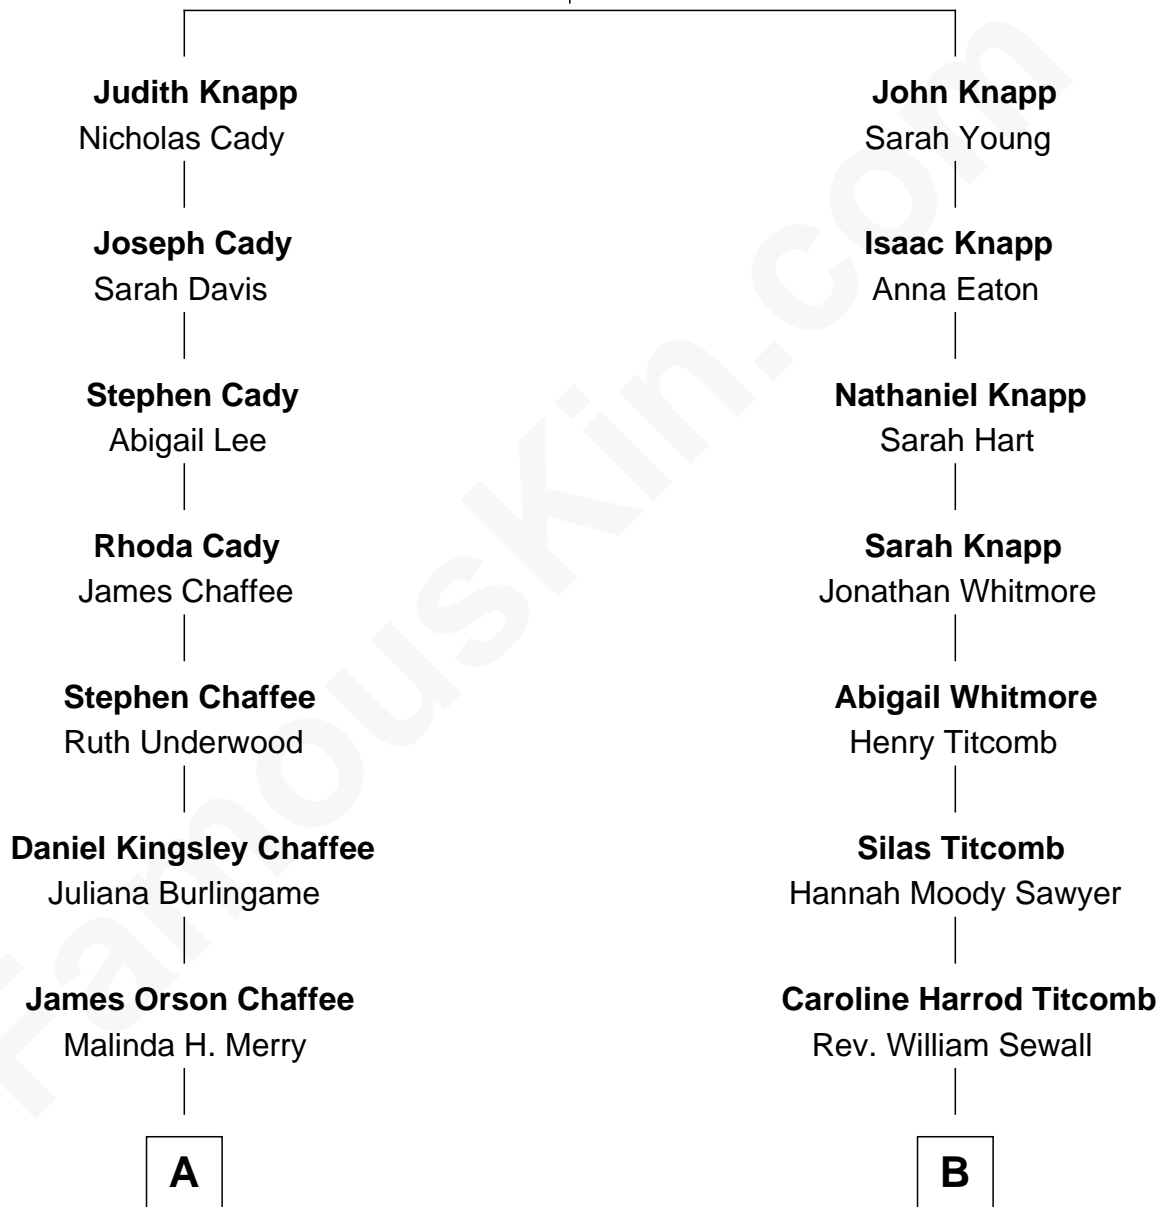 Judith Knapp
Nicholas Cady
Joseph Cady
Sarah Davis
Stephen Cady
Abigail Lee
Rhoda Cady
James Chaffee
Stephen Chaffee
Ruth Underwood
Daniel Kingsley Chaffee
Juliana Burlingame
James Orson Chaffee
Malinda H. Merry
A
John Knapp
Sarah Young
Isaac Knapp
Anna Eaton
Nathaniel Knapp
Sarah Hart
Sarah Knapp
Jonathan Whitmore
Abigail Whitmore
Henry Titcomb
Silas Titcomb
Hannah Moody Sawyer
Caroline Harrod Titcomb
Rev. William Sewall
B
FamousKin.com